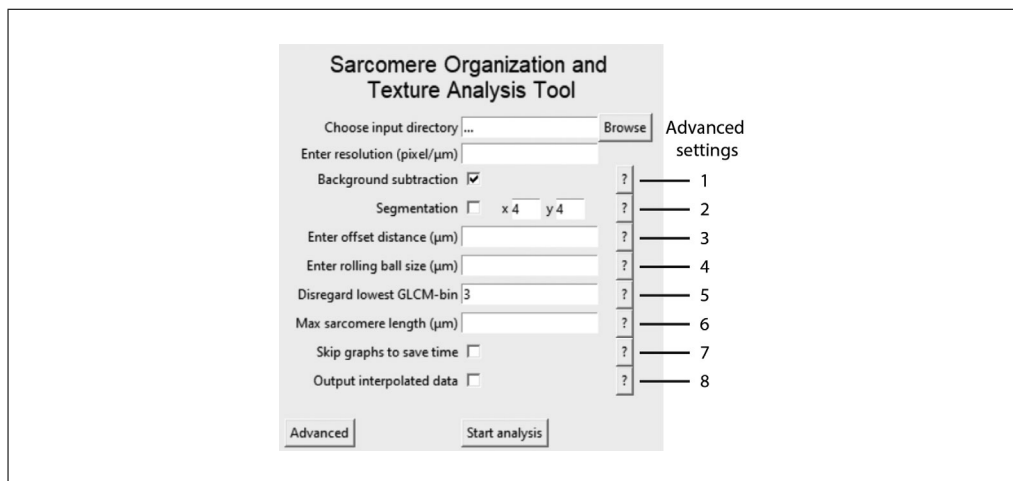 Sarcomere Organization and
Texture Analysis Tool
Choose input directory ... Browse
Advanced
settings
Enter resolution (pixel/µm)
Background subtraction ? 1
Segmentation x 4 y 4 ? 2
Enter offset distance (µm) ? 3
Enter rolling ball size (µm) ? 4
Disregard lowest GLCM-bin 3 ? 5
Max sarcomere length (µm) ? 6
Skip graphs to save time ? 7
Output interpolated data ? 8
Advanced Start analysis